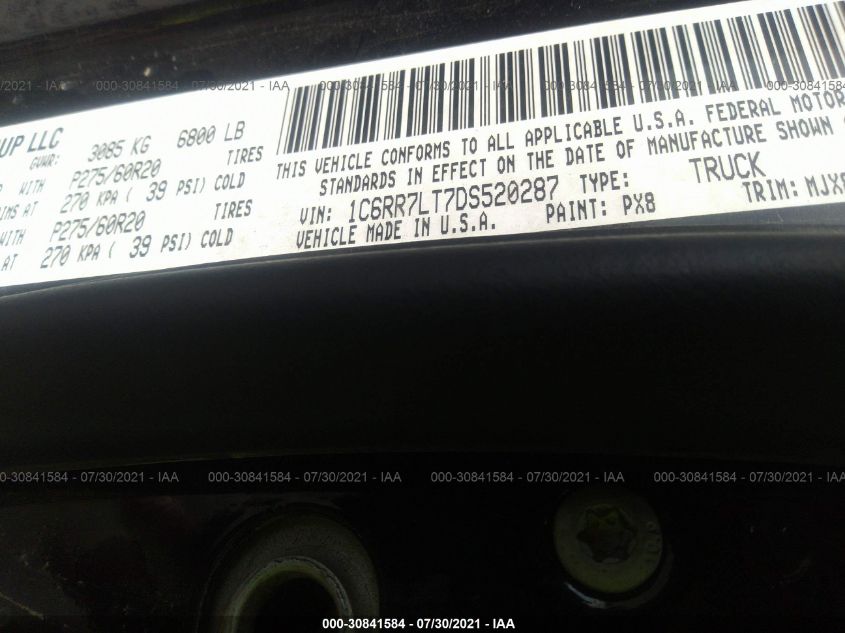 2021 - IAA 000-30841584 - 07/30/2021 - IAA 000-30841584 - 07/30/2021 - IAA 000-30841584 - 07/30/2021 - IAA 000-30841584
UP LLC
GVWR: 3085 KG 6800 LB
WITH P275/60R20 TIRES
IMS AT 270 KPA ( 39 PSI) COLD
WITH P275/60R20 TIRES
AT 270 KPA ( 39 PSI) COLD
THIS VEHICLE CONFORMS TO ALL APPLICABLE U.S.A. FEDERAL MOTOR
STANDARDS IN EFFECT ON THE DATE OF MANUFACTURE SHOWN
VIN: 1C6RR7LT7DS520287 TYPE: TRUCK
VEHICLE MADE IN U.S.A. PAINT: PX8 TRIM: MJX
/30/2021 - IAA 000-30841584 - 07/30/2021 - IAA 000-30841584 - 07/30/2021 - IAA 000-30841584 - 07/30/2021
000-30841584 - 07/30/2021 - IAA